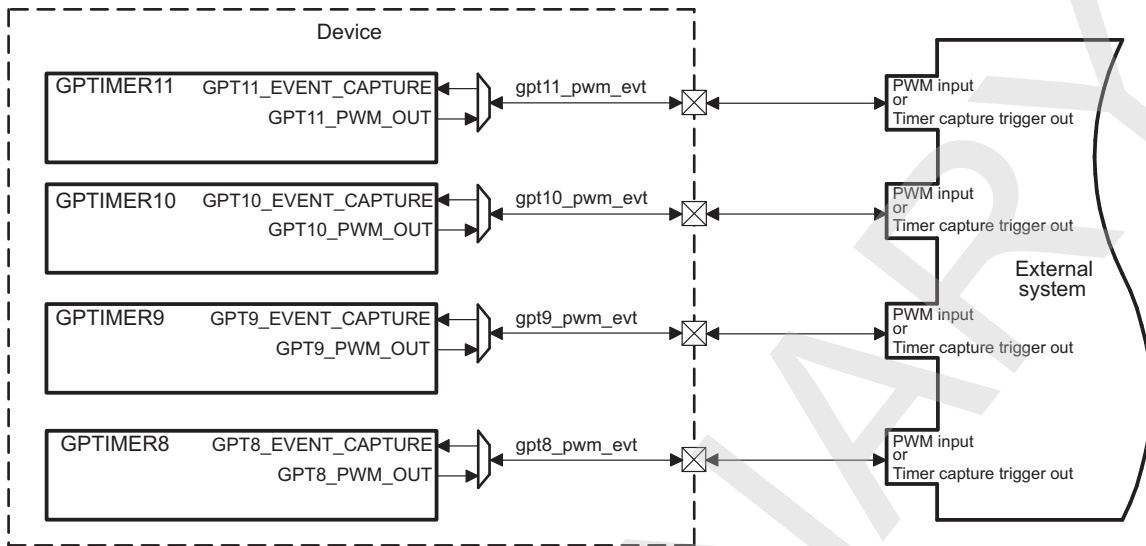 Device
GPTIMER11
GPT11_EVENT_CAPTURE
GPT11_PWM_OUT
gpt11_pwm_evt
PWM input
or
Timer capture trigger out
GPTIMER10
GPT10_EVENT_CAPTURE
GPT10_PWM_OUT
gpt10_pwm_evt
PWM input
or
Timer capture trigger out
External
system
GPTIMER9
GPT9_EVENT_CAPTURE
GPT9_PWM_OUT
gpt9_pwm_evt
PWM input
or
Timer capture trigger out
GPTIMER8
GPT8_EVENT_CAPTURE
GPT8_PWM_OUT
gpt8_pwm_evt
PWM input
or
Timer capture trigger out